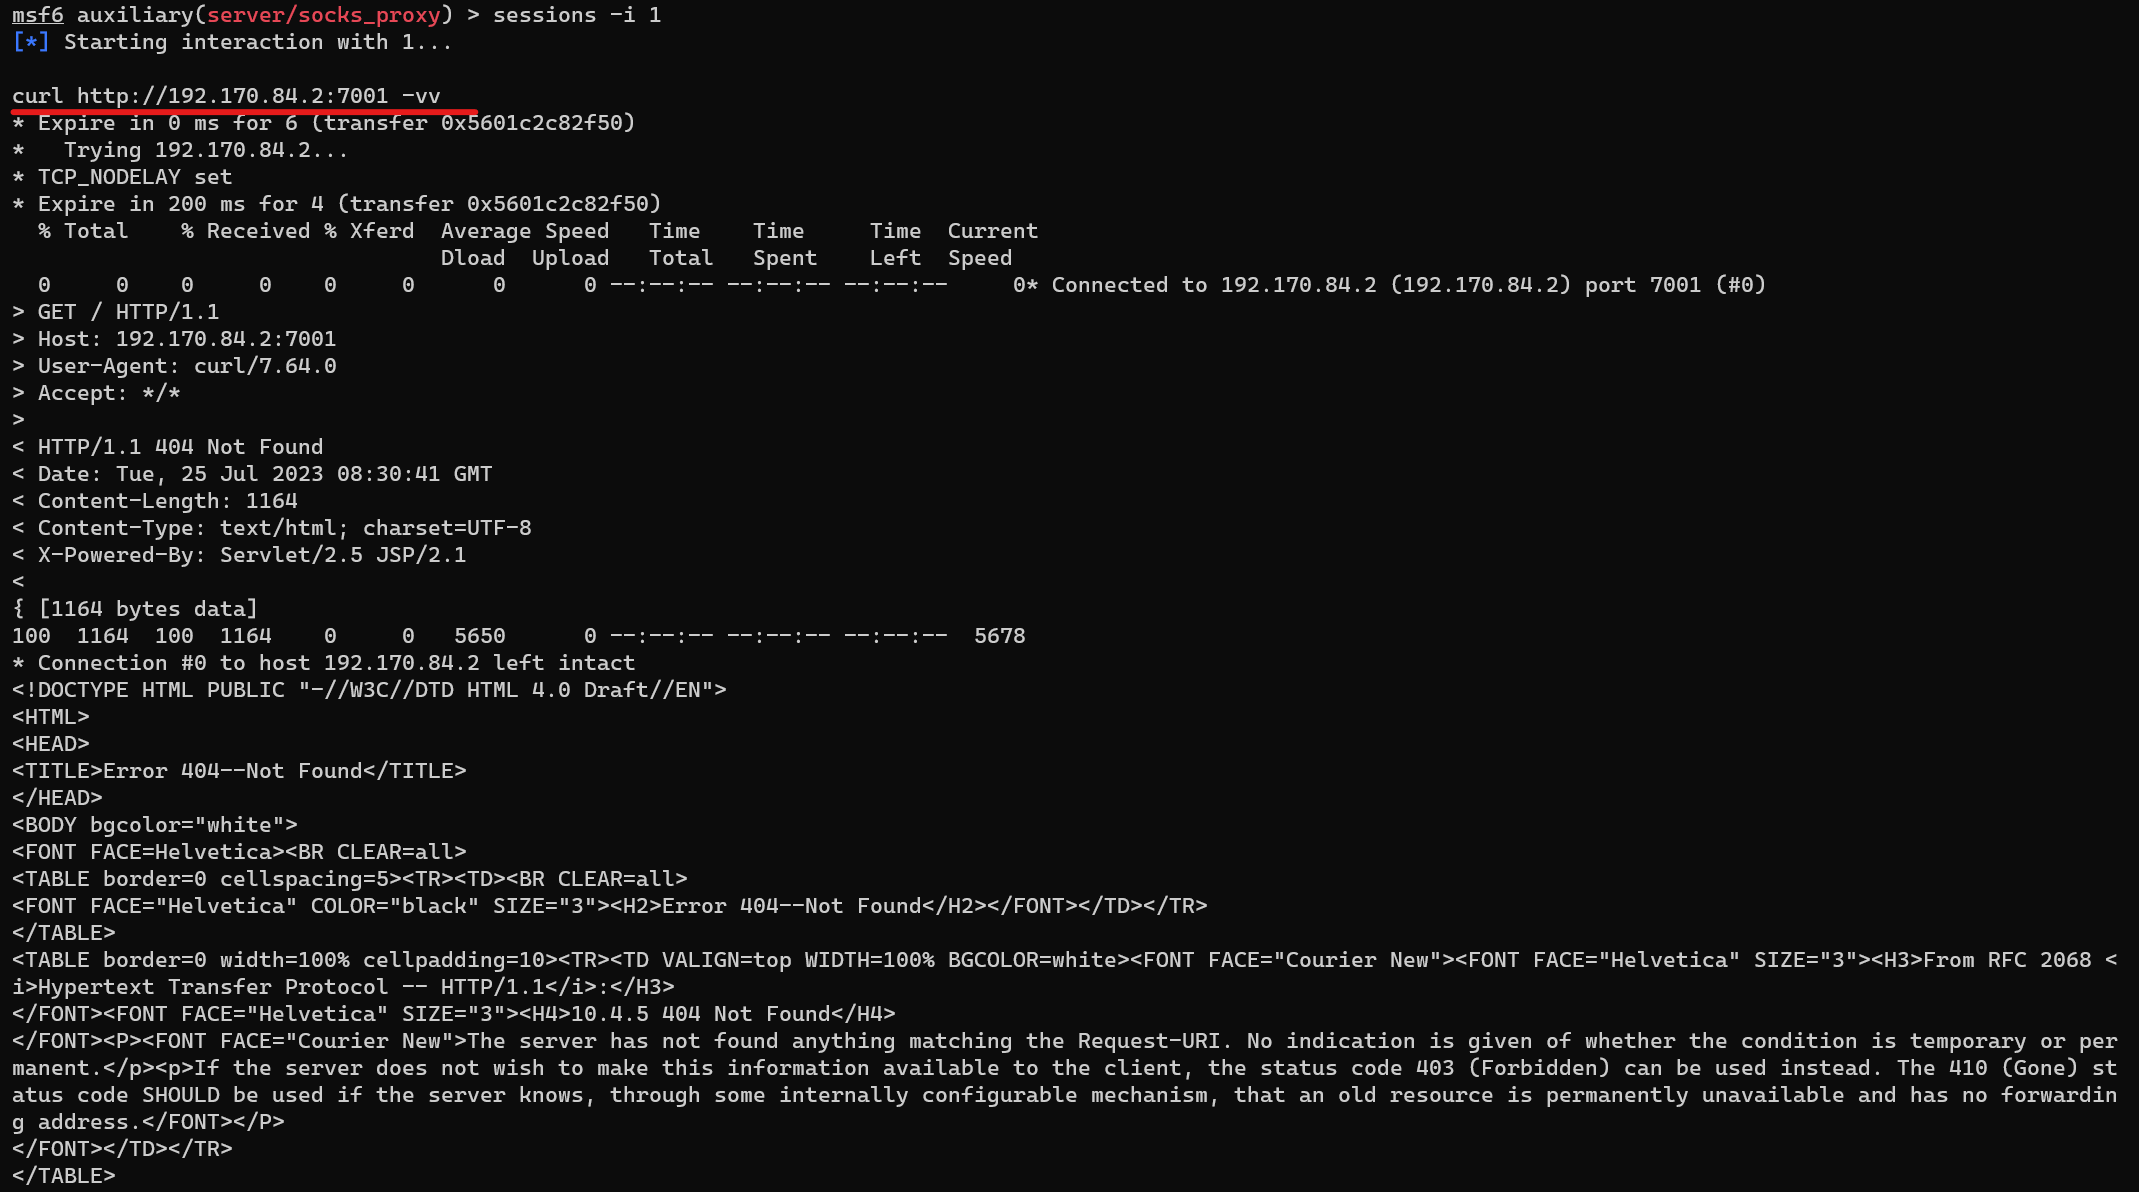 msf6 auxiliary(server/socks_proxy) > sessions -i 1
[*] Starting interaction with 1...

curl http://192.170.84.2:7001 -vv
* Expire in 0 ms for 6 (transfer 0x5601c2c82f50)
*   Trying 192.170.84.2...
* TCP_NODELAY set
* Expire in 200 ms for 4 (transfer 0x5601c2c82f50)
  % Total    % Received % Xferd  Average Speed   Time    Time     Time  Current
                                 Dload  Upload   Total   Spent    Left  Speed
  0     0    0     0    0     0      0      0 --:--:-- --:--:-- --:--:--     0* Connected to 192.170.84.2 (192.170.84.2) port 7001 (#0)
> GET / HTTP/1.1
> Host: 192.170.84.2:7001
> User-Agent: curl/7.64.0
> Accept: */*
>
< HTTP/1.1 404 Not Found
< Date: Tue, 25 Jul 2023 08:30:41 GMT
< Content-Length: 1164
< Content-Type: text/html; charset=UTF-8
< X-Powered-By: Servlet/2.5 JSP/2.1
<
{ [1164 bytes data]
100  1164  100  1164    0     0   5650      0 --:--:-- --:--:-- --:--:--  5678
* Connection #0 to host 192.170.84.2 left intact
<!DOCTYPE HTML PUBLIC "-//W3C//DTD HTML 4.0 Draft//EN">
<HTML>
<HEAD>
<TITLE>Error 404--Not Found</TITLE>
</HEAD>
<BODY bgcolor="white">
<FONT FACE=Helvetica><BR CLEAR=all>
<TABLE border=0 cellspacing=5><TR><TD><BR CLEAR=all>
<FONT FACE="Helvetica" COLOR="black" SIZE="3"><H2>Error 404--Not Found</H2></FONT></TD></TR>
</TABLE>
<TABLE border=0 width=100% cellpadding=10><TR><TD VALIGN=top WIDTH=100% BGCOLOR=white><FONT FACE="Courier New"><FONT FACE="Helvetica" SIZE="3"><H3>From RFC 2068 <
i>Hypertext Transfer Protocol -- HTTP/1.1</i>:</H3>
</FONT><FONT FACE="Helvetica" SIZE="3"><H4>10.4.5 404 Not Found</H4>
</FONT><P><FONT FACE="Courier New">The server has not found anything matching the Request-URI. No indication is given of whether the condition is temporary or per
manent.</p><p>If the server does not wish to make this information available to the client, the status code 403 (Forbidden) can be used instead. The 410 (Gone) st
atus code SHOULD be used if the server knows, through some internally configurable mechanism, that an old resource is permanently unavailable and has no forwardin
g address.</FONT></P>
</FONT></TD></TR>
</TABLE>